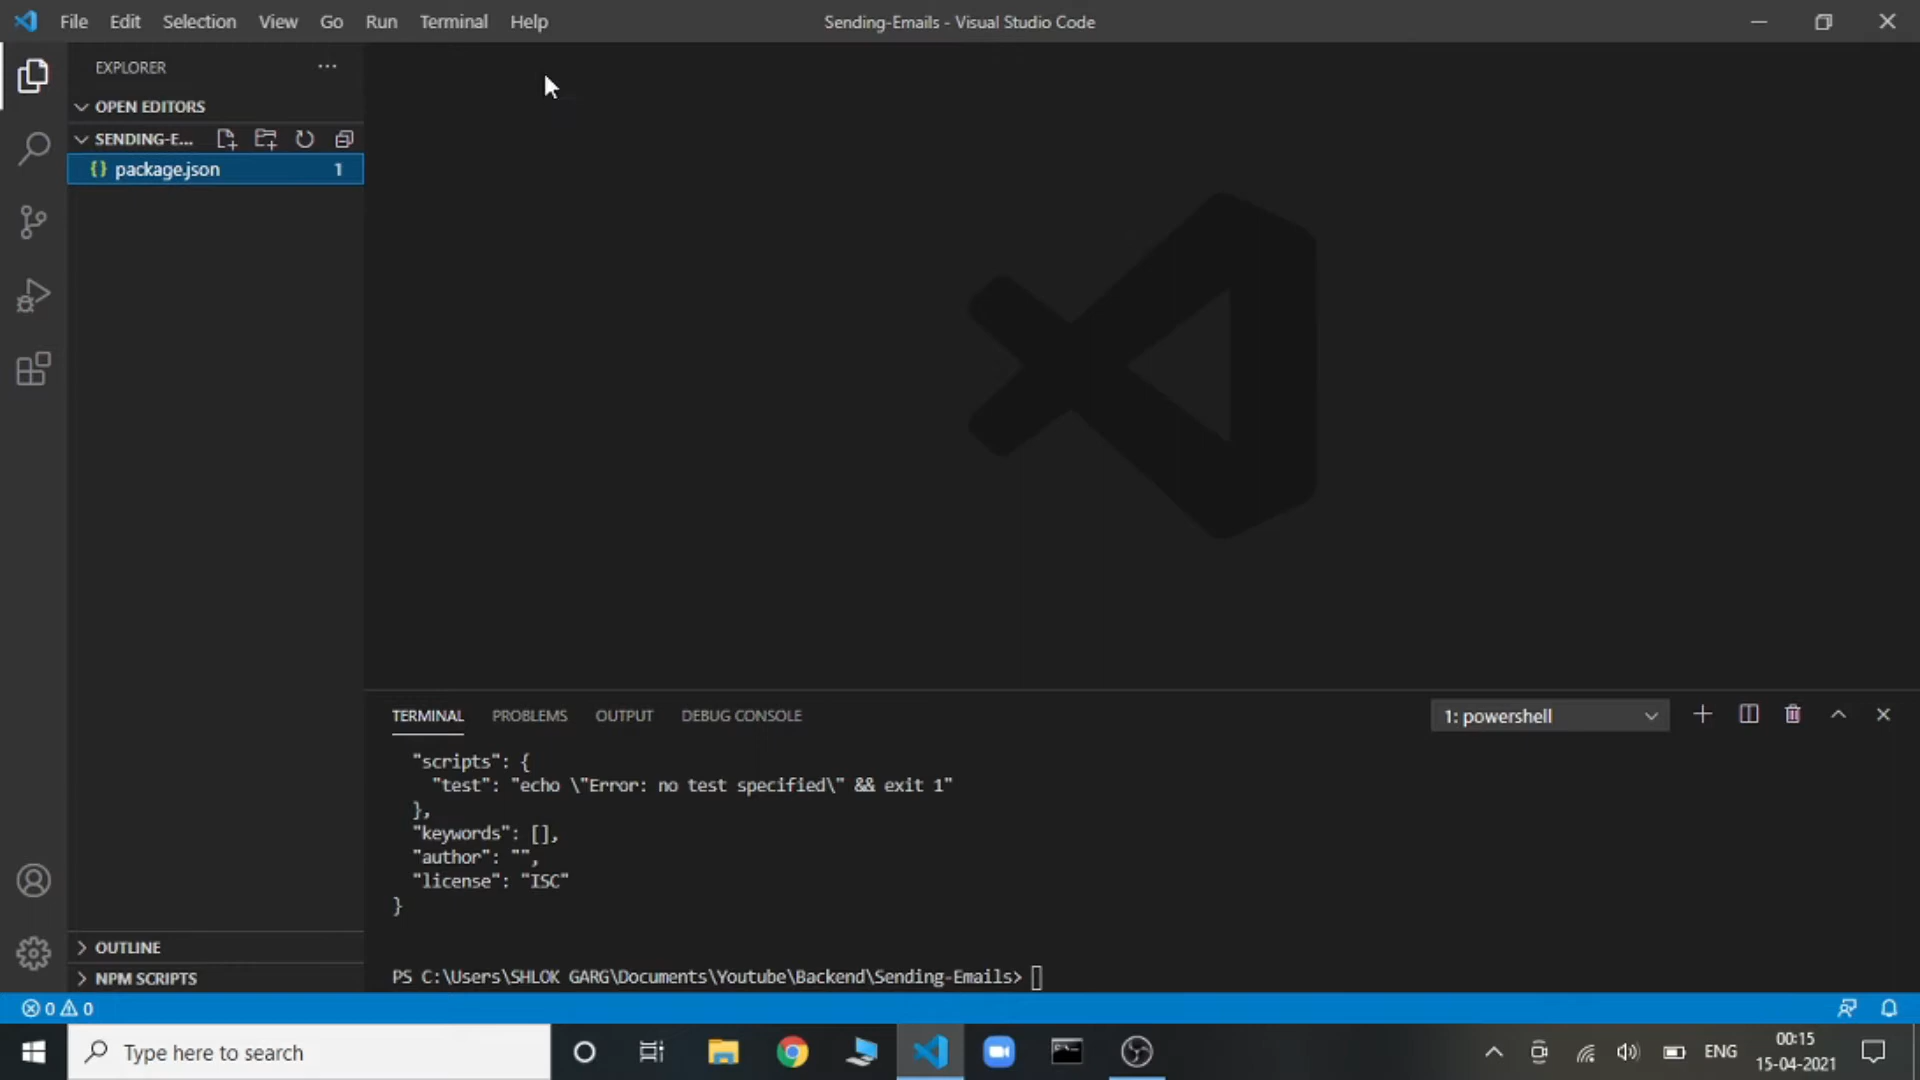 File Edit Selection View Go Run Terminal Help
Sending-Emails - Visual Studio Code
EXPLORER
OPEN EDITORS
SENDING-E...
{} package.json 1
TERMINAL PROBLEMS OUTPUT DEBUG CONSOLE
1: powershell
"scripts": {
"test": "echo \"Error: no test specified\" && exit 1"
},
"keywords": [],
"author": "",
"license": "ISC"
}
PS C:\Users\SHLOK GARG\Documents\Youtube\Backend\Sending-Emails>
OUTLINE
NPM SCRIPTS
0 0
Type here to search
ENG
00:15
15-04-2021